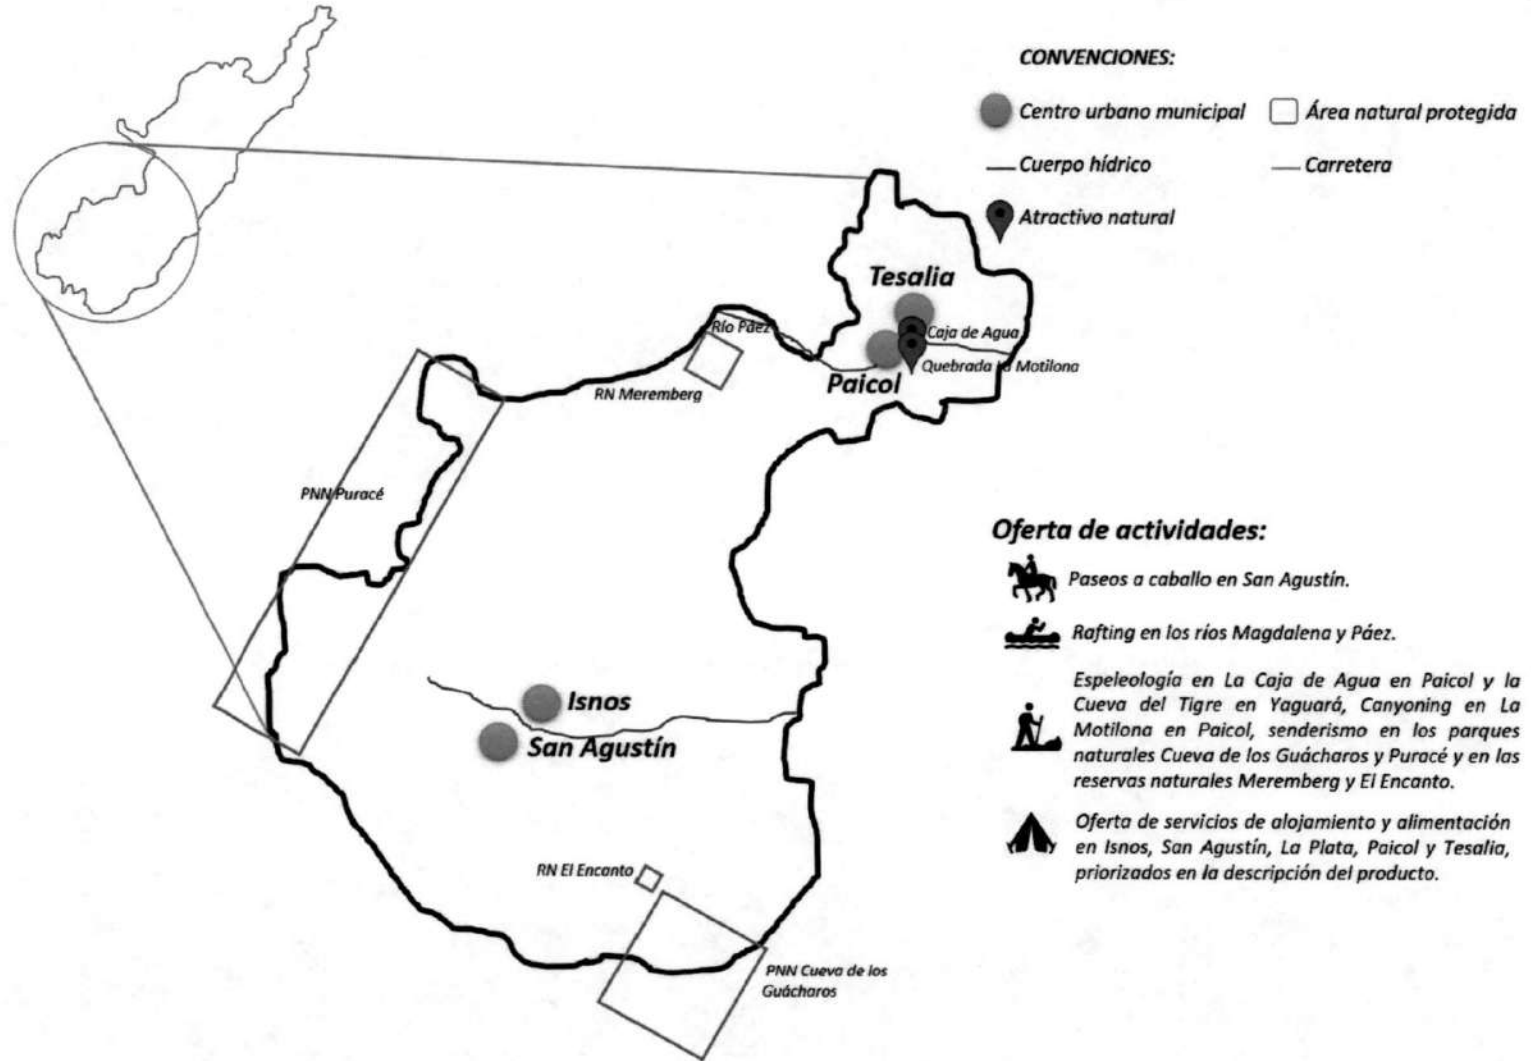 CONVENCIONES:
Centro urbano municipal
Área natural protegida
Cuerpo hídrico
Carretera
Atractivo natural
Tesalia
Río Páez
Caja de Agua
Quebrada la Motilona
Paicol
RN Meremberg
PNN Puracé
Isnos
San Agustín
RN El Encanto
PNN Cueva de los
Guácharos
Oferta de actividades:
Paseos a caballo en San Agustín.
Rafting en los ríos Magdalena y Páez.
Espeleología en La Caja de Agua en Paicol y la
Cueva del Tigre en Yaguará, Canyoning en La
Motilona en Paicol, senderismo en los parques
naturales Cueva de los Guácharos y Puracé y en las
reservas naturales Meremberg y El Encanto.
Oferta de servicios de alojamiento y alimentación
en Isnos, San Agustín, La Plata, Paicol y Tesalia,
priorizados en la descripción del producto.